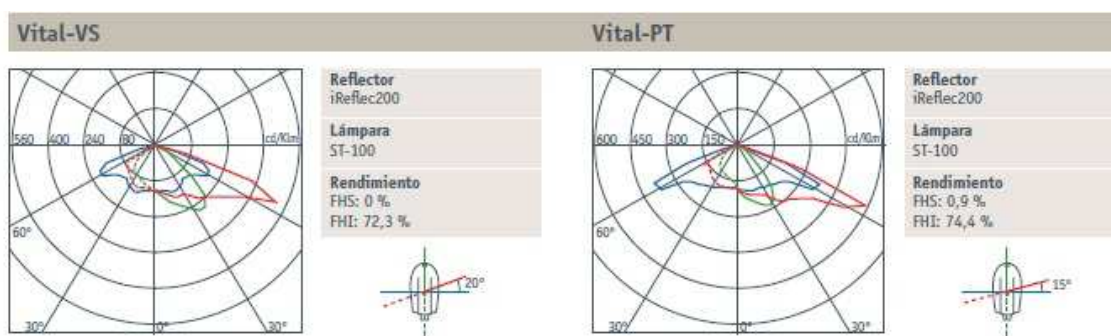 Vital-VS
560 400 240 80 cd/Klm
60°
30° 0° 30°
Reflector
iReflec200
Lámpara
ST-100
Rendimiento
FHS: 0 %
FHI: 72,3 %
20°
Vital-PT
600 450 300 150 cd/Klm
60°
30° 0° 30°
Reflector
iReflec200
Lámpara
ST-100
Rendimiento
FHS: 0,9 %
FHI: 74,4 %
15°